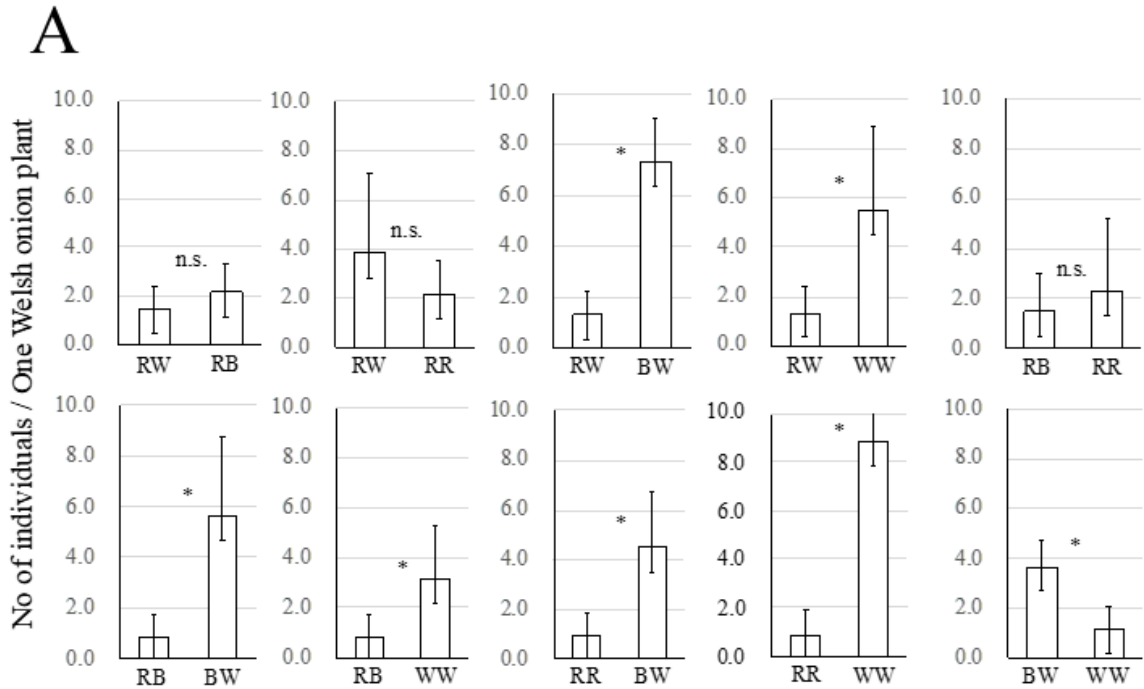 A
No of individuals / One Welsh onion plant
10.0 10.0 10.0 10.0 10.0
8.0 8.0 8.0 8.0 8.0
* *
6.0 6.0 6.0 6.0 6.0
n.s. n.s. n.s.
4.0 4.0 4.0 4.0 4.0
2.0 2.0 2.0 2.0 2.0
0.0 0.0 0.0 0.0 0.0
RW RB RW RR RW BW RW WW RB RR
10.0 10.0 10.0 10.0 10.0
*
8.0 8.0 8.0 8.0 8.0
* *
6.0 6.0 6.0 6.0 6.0
* *
4.0 4.0 4.0 4.0 4.0
2.0 2.0 2.0 2.0 2.0
0.0 0.0 0.0 0.0 0.0
RB BW RB WW RR BW RR WW BW WW